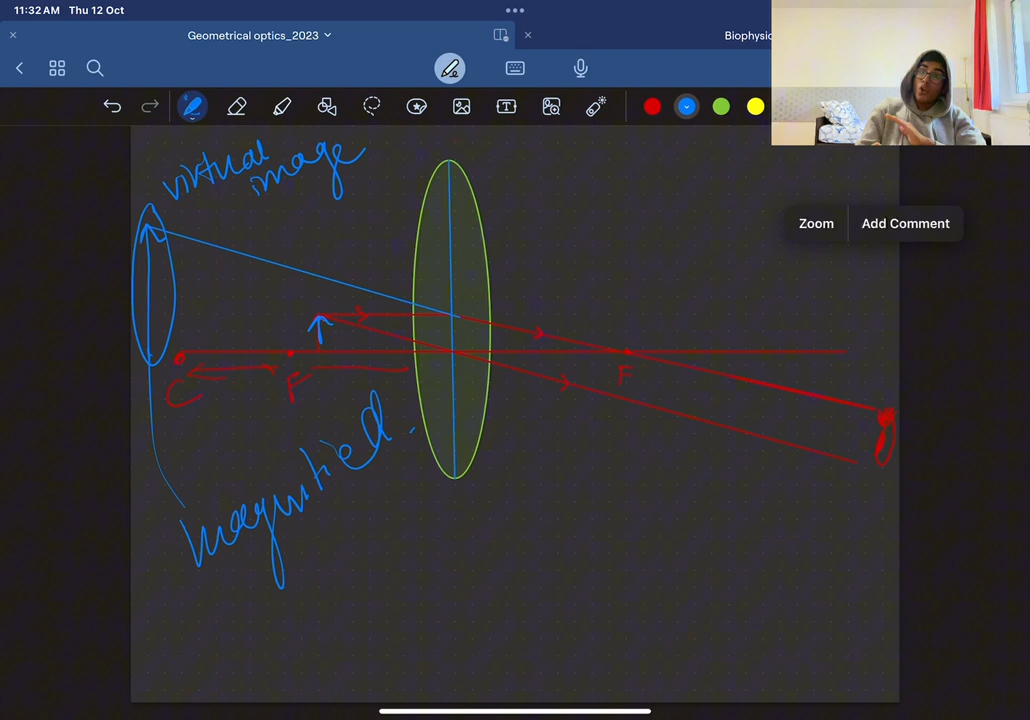 11:32 AM Thu 12 Oct
Geometrical optics_2023
Biophysic
virtual
image
Zoom
Add Comment
F
C
F
magnified.